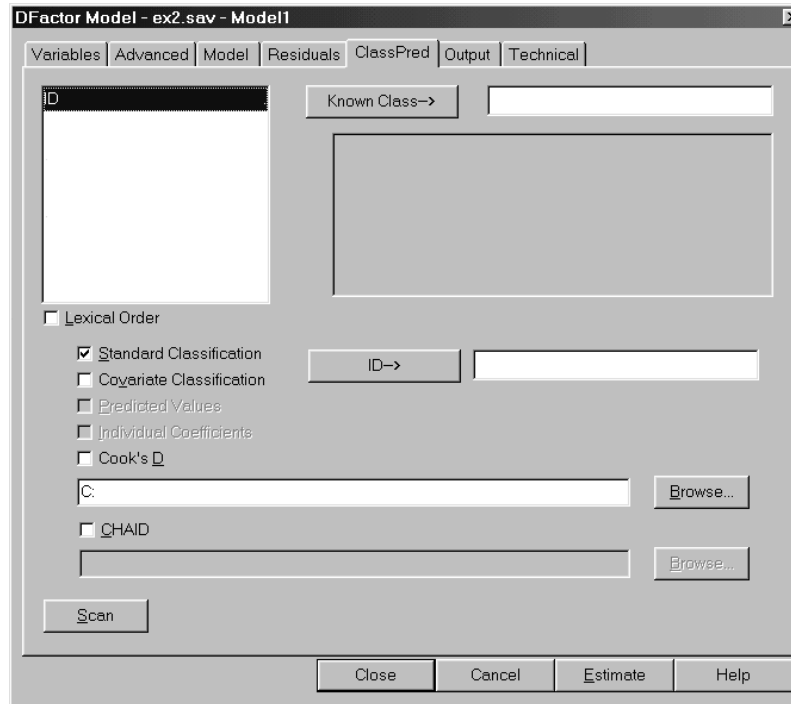 DFactor Model - ex2.sav - Model1
Variables Advanced Model Residuals ClassPred Output Technical
ID
Known Class->
Lexical Order
Standard Classification
Covariate Classification
Predicted Values
Individual Coefficients
Cook's D
ID->
C:
Browse...
CHAID
Browse...
Scan
Close Cancel Estimate Help